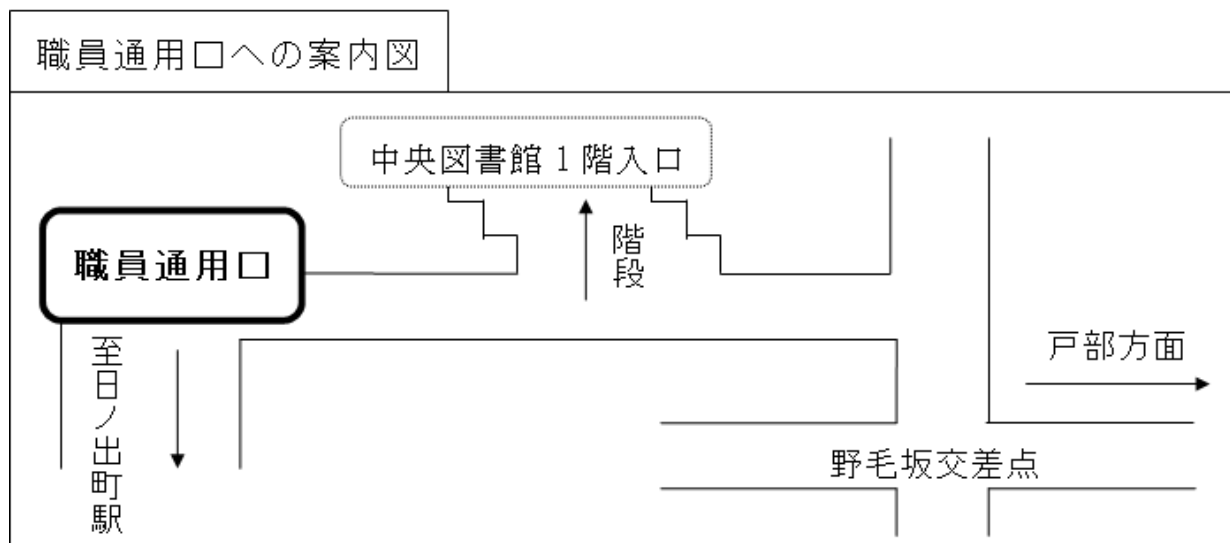 職員通用口への案内図
中央図書館１階入口
職員通用口
階段
至日ノ出町駅
戸部方面
野毛坂交差点